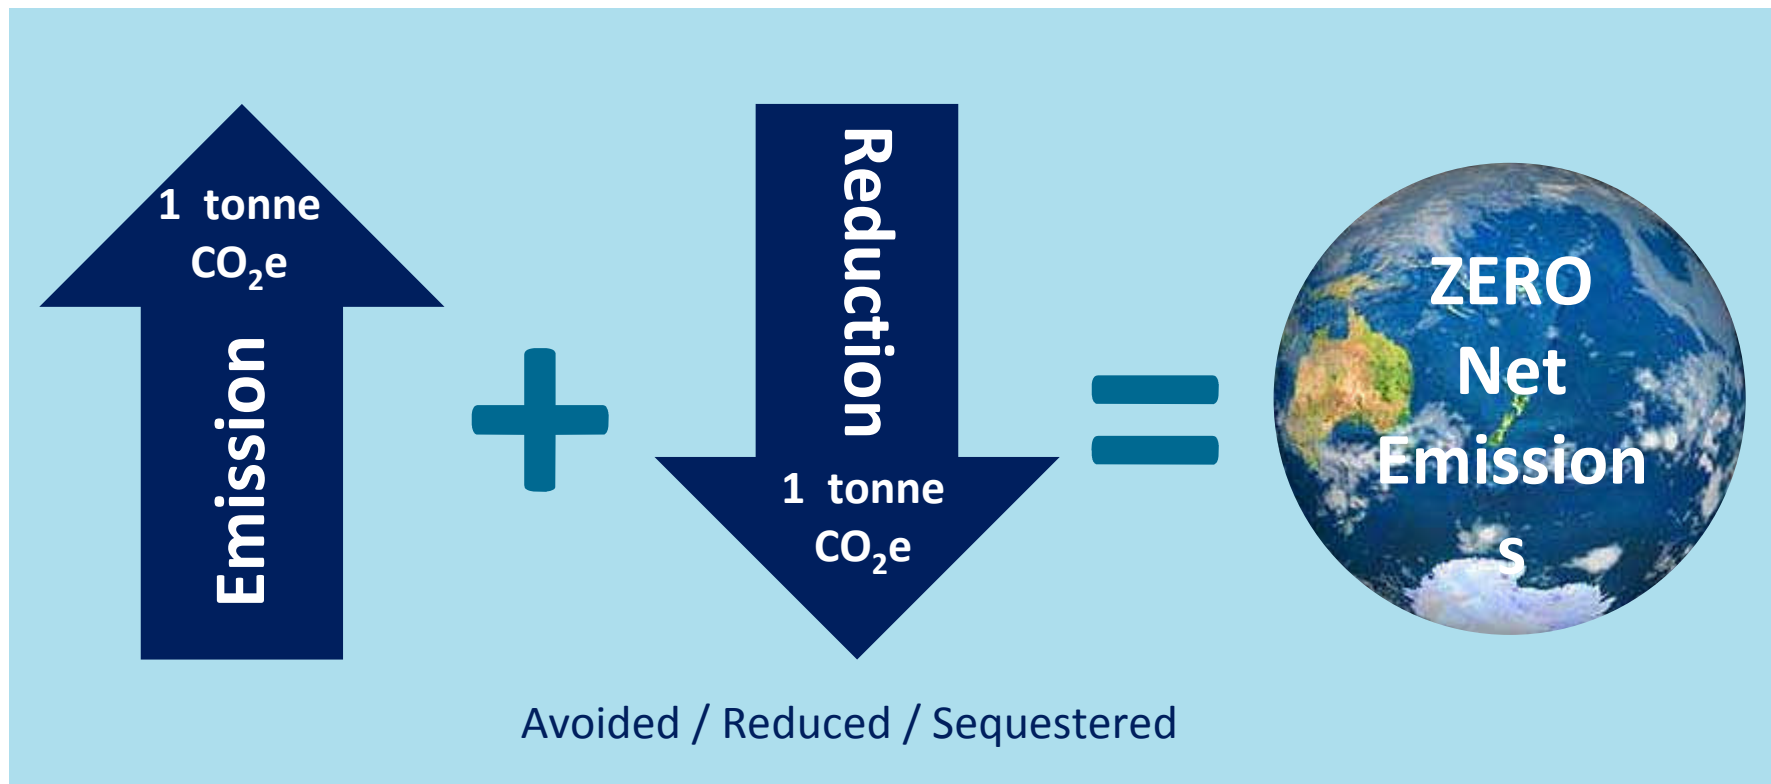 1 tonne
CO₂e
Emission
Reduction
1 tonne
CO₂e
ZERO
Net
Emission
s
Avoided / Reduced / Sequestered